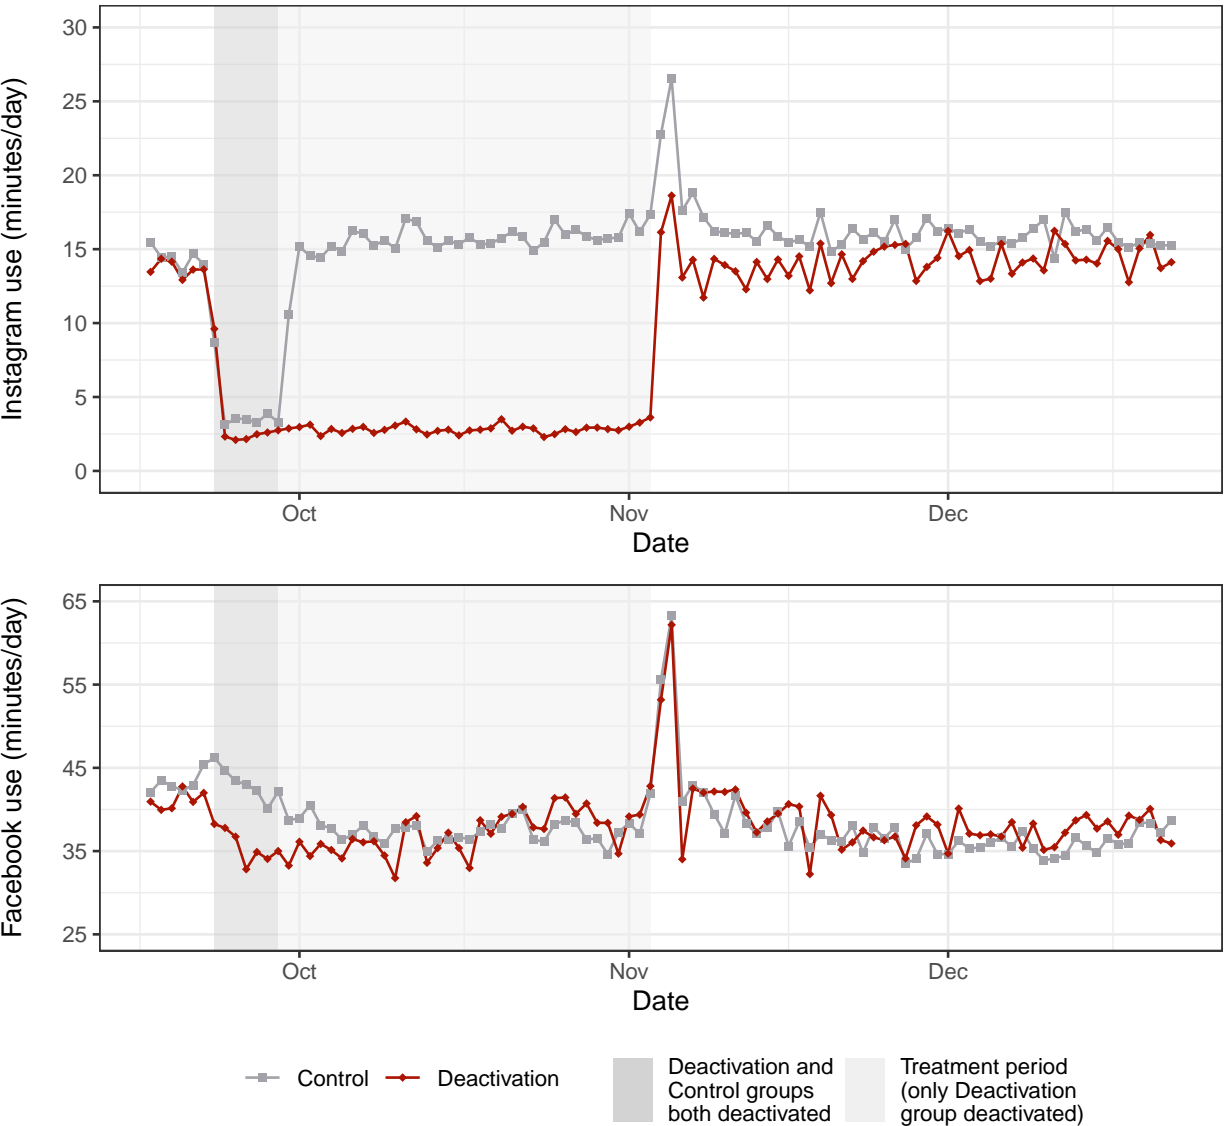 Instagram use (minutes/day)
30
25
20
15
10
5
0
Oct
Nov
Dec
Date
Facebook use (minutes/day)
65
55
45
35
25
Oct
Nov
Dec
Date
Control
Deactivation
Deactivation and
Control groups
both deactivated
Treatment period
(only Deactivation
group deactivated)